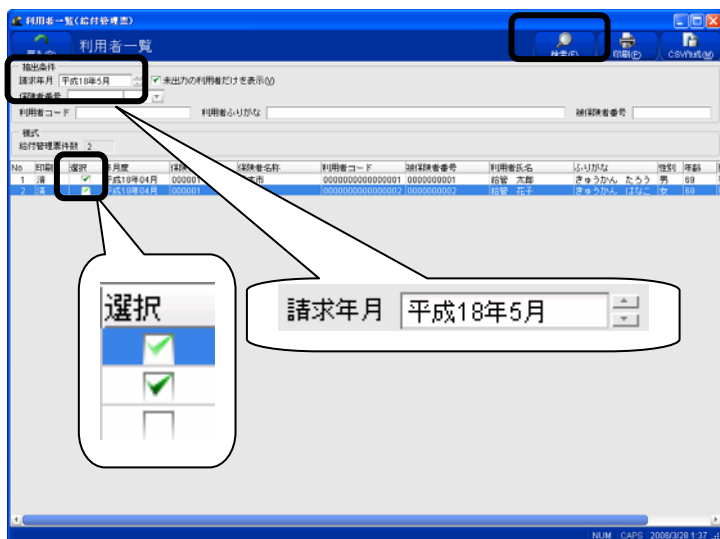 利用者一覧(給付管理票)
利用者一覧
検索(F) 印刷(P) CSV作成(M)
抽出条件
請求年月 平成18年5月 未出力の利用者だけを表示(V)
保険者番号
利用者コード 利用者ふりがな 被保険者番号
様式
給付管理票件数 2
No 印刷 選択 年月度 保険者名称 利用者コード 被保険者番号 利用者氏名 ふりがな 性別 年齢
1 済 平成18年04月 000001 0000000000000001 0000000001 給管 太郎 きゅうかん たろう 男 69
2 済 平成18年04月 000001 0000000000000002 0000000002 給管 花子 きゅうかん はなこ 女 68
選択
請求年月 平成18年5月
NUM CAPS 2006/3/28 1:37